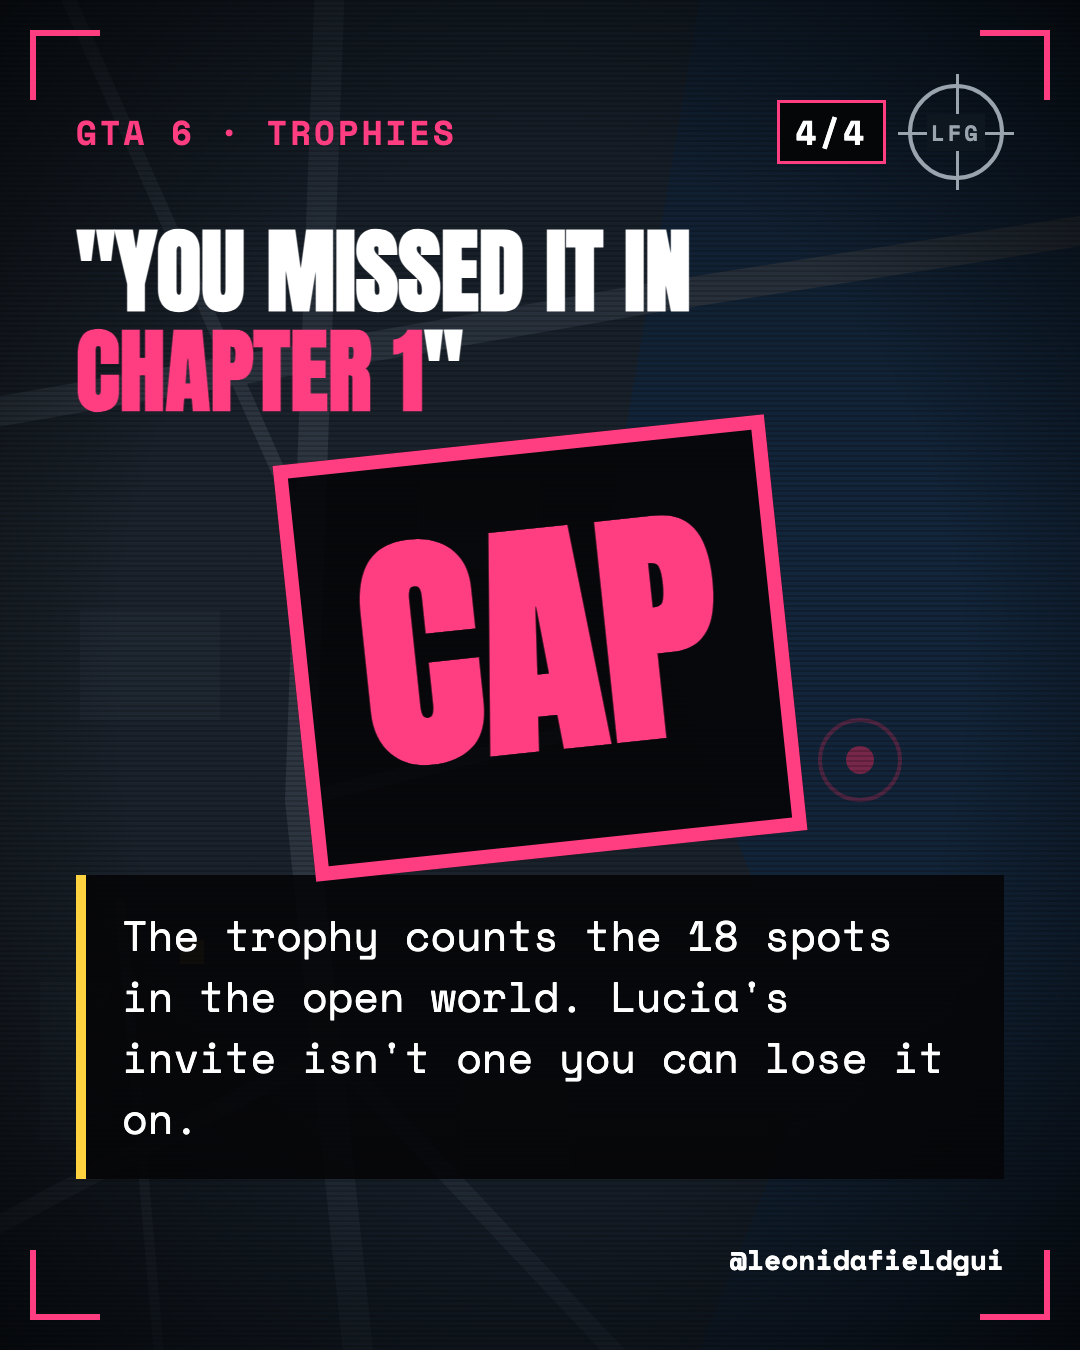 GTA 6 · TROPHIES
4/4
LFG
"YOU MISSED IT IN
CHAPTER 1"
CAP
The trophy counts the 18 spots
in the open world. Lucia's
invite isn't one you can lose it
on.
@leonidafieldgui